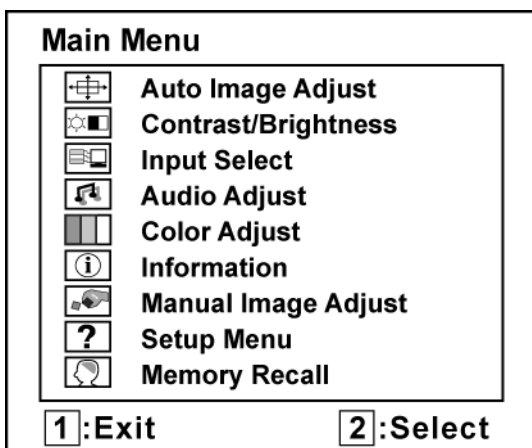 Main Menu
Auto Image Adjust
Contrast/Brightness
Input Select
Audio Adjust
Color Adjust
i Information
Manual Image Adjust
? Setup Menu
Memory Recall
1:Exit 2:Select